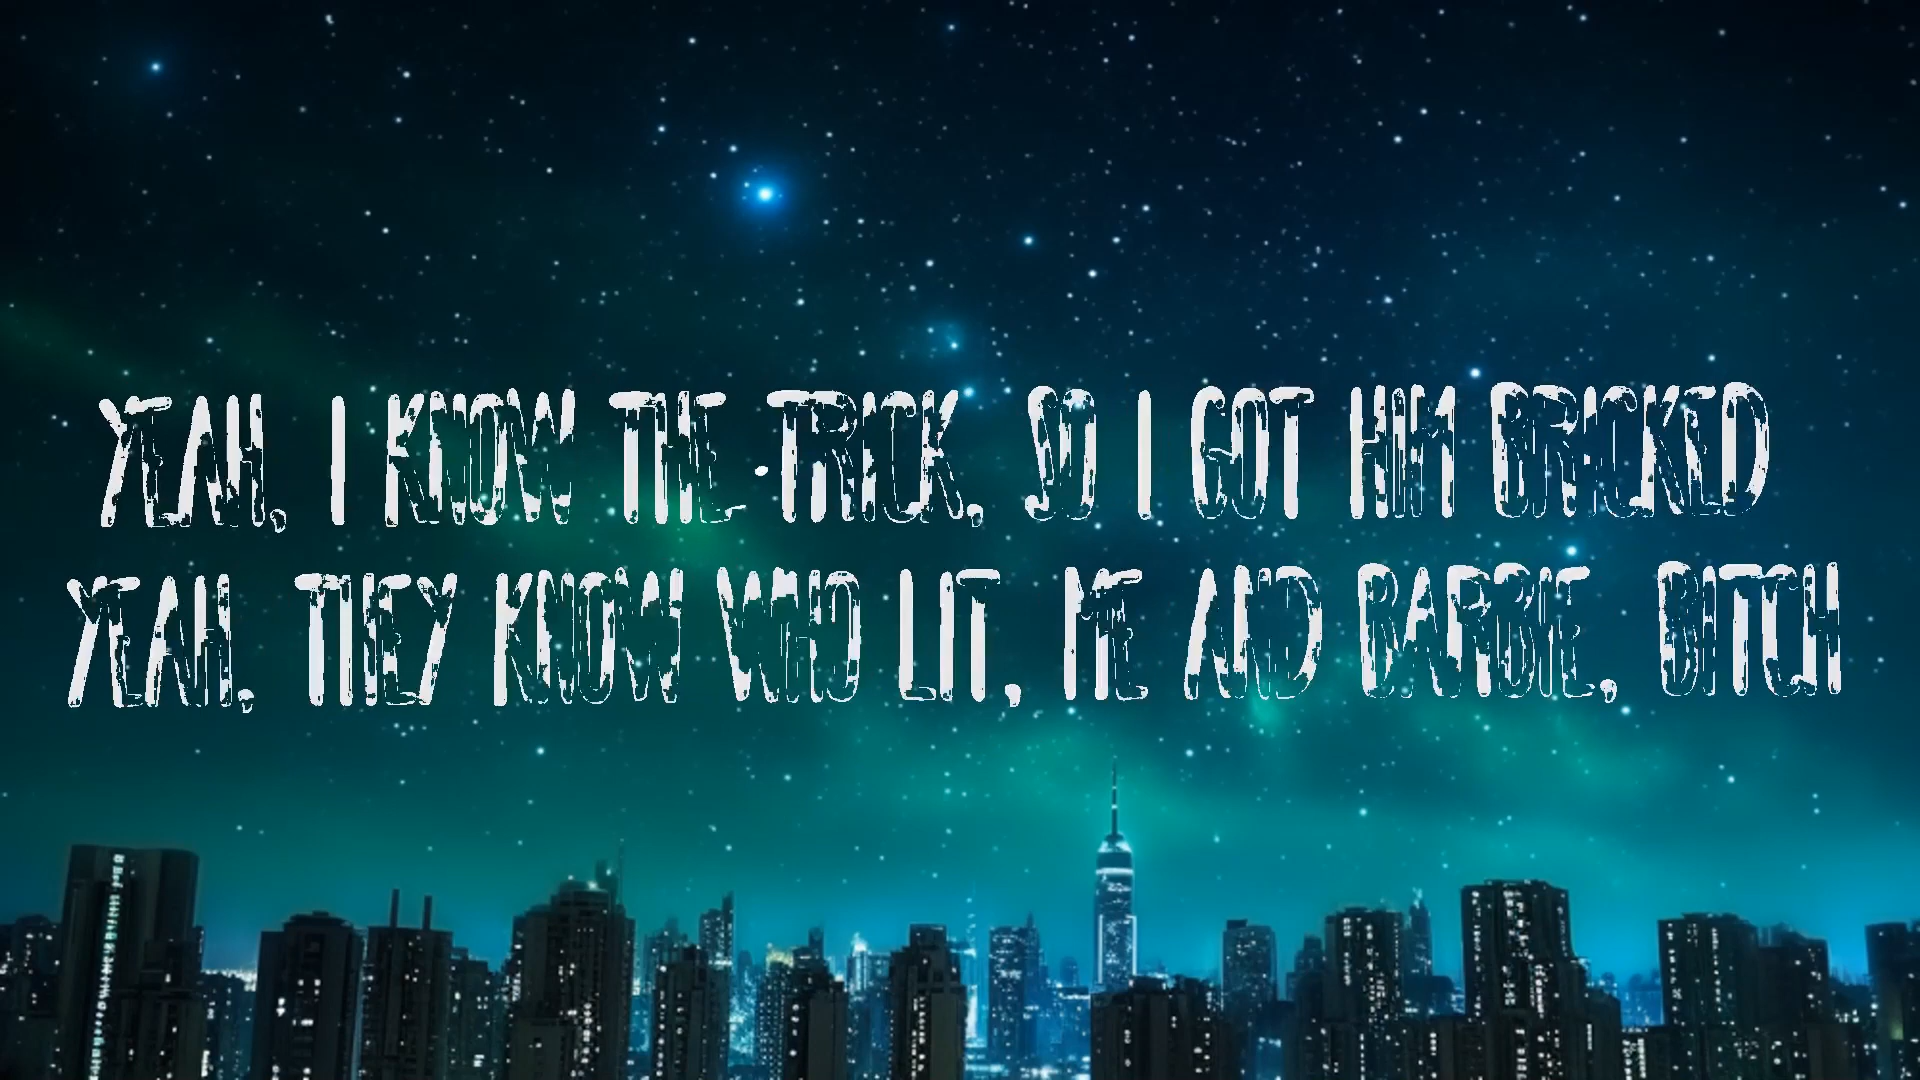 YEAH, I KNOW THE TRICK, SO I GOT HIM BRICKED
YEAH, THEY KNOW WHO LIT, ME AND BARBIE, BITCH